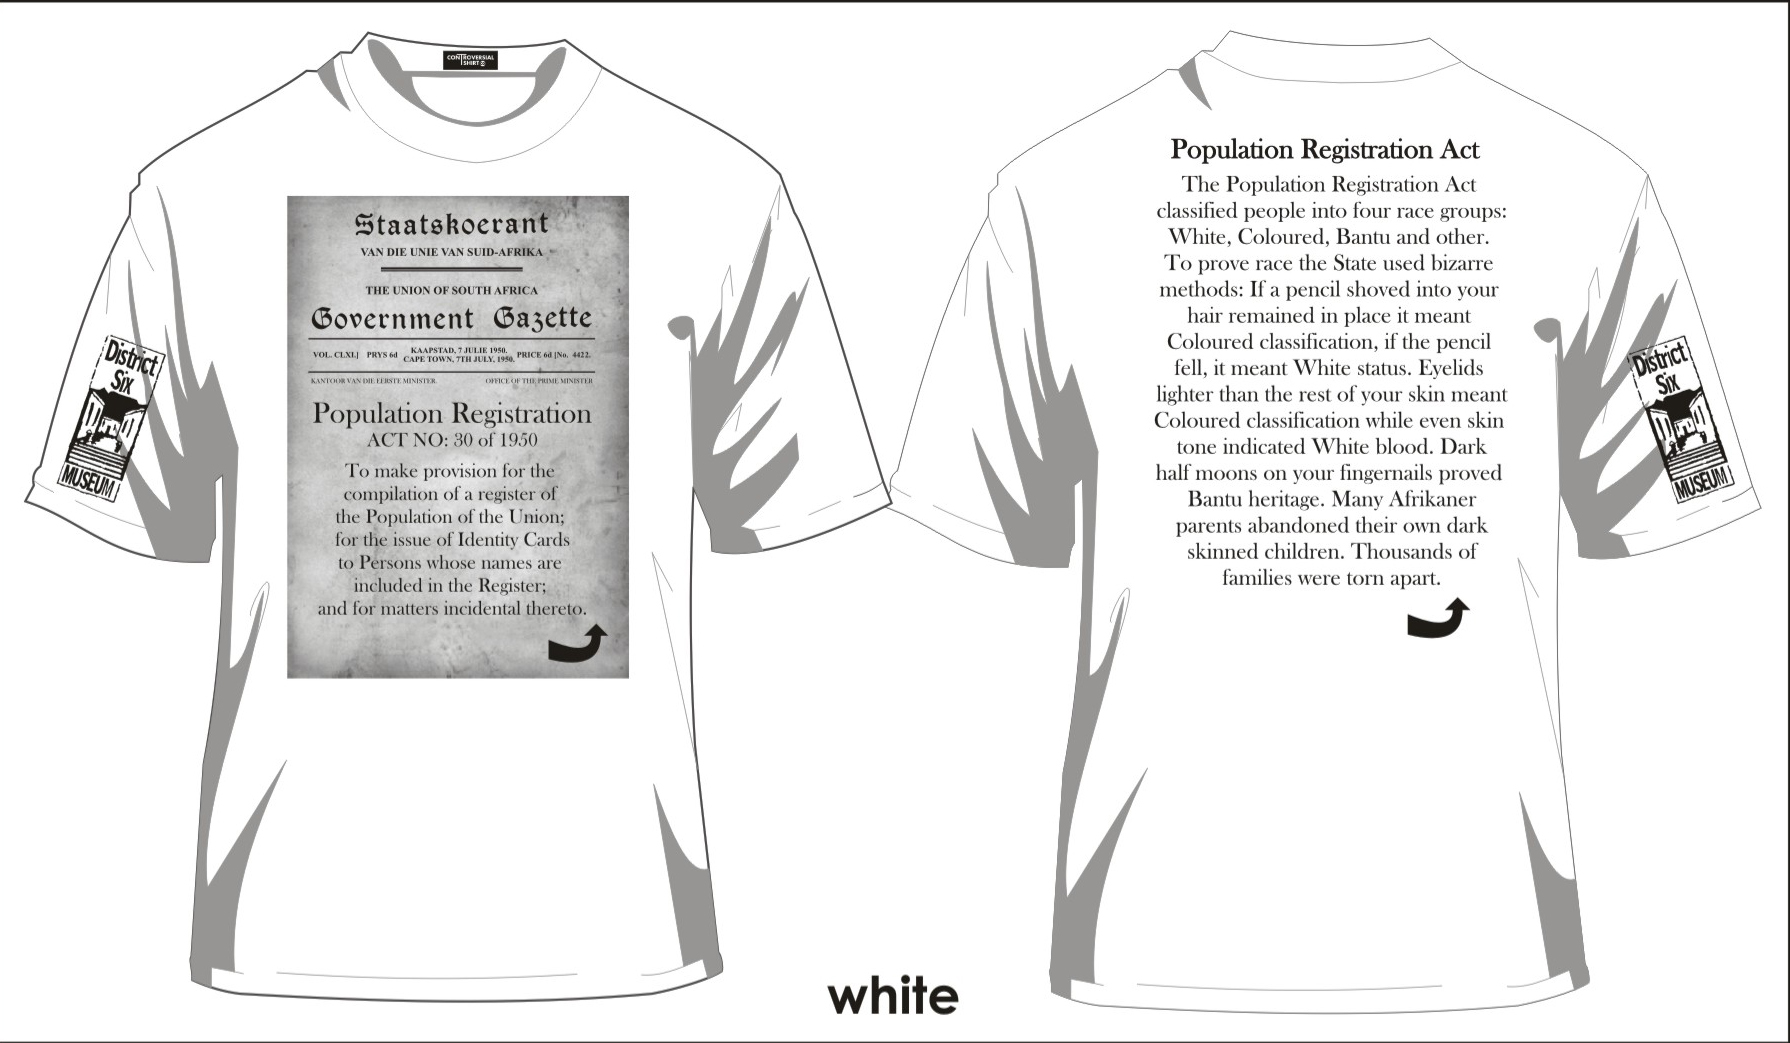 CONTROVERSIAL
TSHIRT©
Staatskoerant
VAN DIE UNIE VAN SUID-AFRIKA
THE UNION OF SOUTH AFRICA
Government Gazette
VOL. CLXI.] PRYS 6d KAAPSTAD, 7 JULIE 1950. PRICE 6d [No. 4422.
CAPE TOWN, 7TH JULY, 1950.
KANTOOR VAN DIE EERSTE MINISTER. OFFICE OF THE PRIME MINISTER
Population Registration
ACT NO: 30 of 1950
To make provision for the
compilation of a register of
the Population of the Union;
for the issue of Identity Cards
to Persons whose names are
included in the Register;
and for matters incidental thereto.
District
Six
MUSEUM
Population Registration Act
The Population Registration Act
classified people into four race groups:
White, Coloured, Bantu and other.
To prove race the State used bizarre
methods: If a pencil shoved into your
hair remained in place it meant
Coloured classification, if the pencil
fell, it meant White status. Eyelids
lighter than the rest of your skin meant
Coloured classification while even skin
tone indicated White blood. Dark
half moons on your fingernails proved
Bantu heritage. Many Afrikaner
parents abandoned their own dark
skinned children. Thousands of
families were torn apart.
District
Six
MUSEUM
white